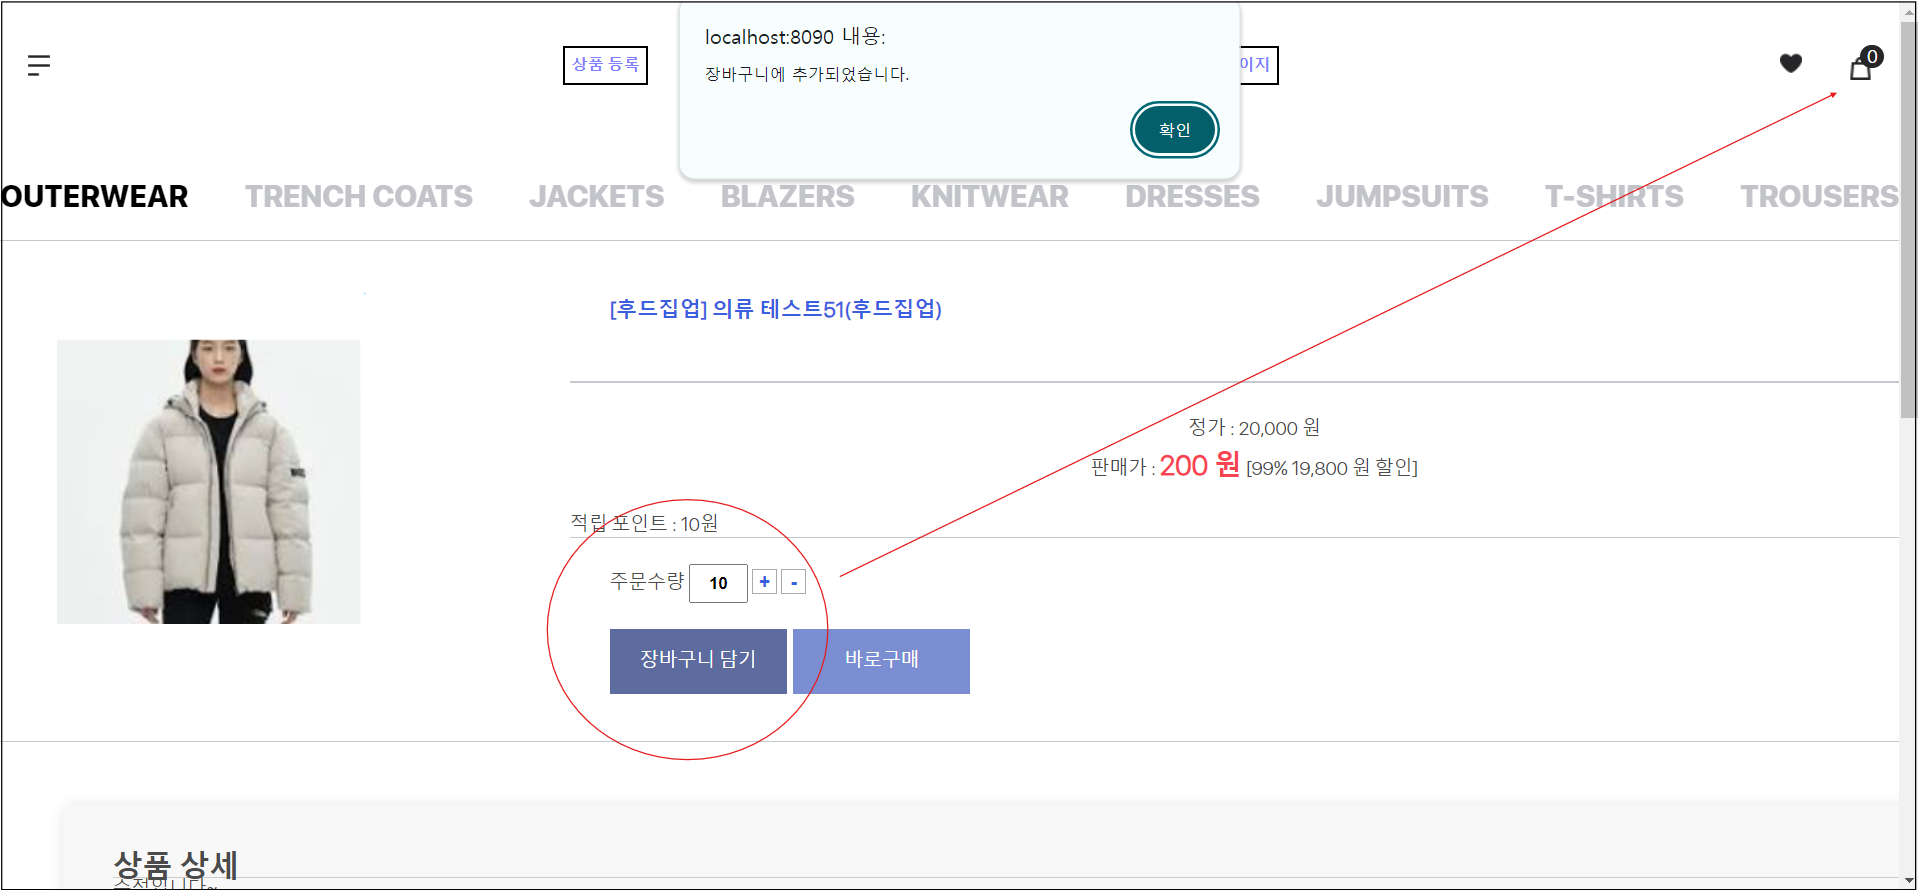 localhost:8090 내용:
장바구니에 추가되었습니다.
확인
상품 등록
이지
0
OUTERWEAR TRENCH COATS JACKETS BLAZERS KNITWEAR DRESSES JUMPSUITS T-SHIRTS TROUSERS
[후드집업] 의류 테스트51(후드집업)
정가 : 20,000 원
판매가 : 200 원 [99% 19,800 원 할인]
적립 포인트 : 10원
주문수량 10 + -
장바구니 담기 바로구매
상품 상세